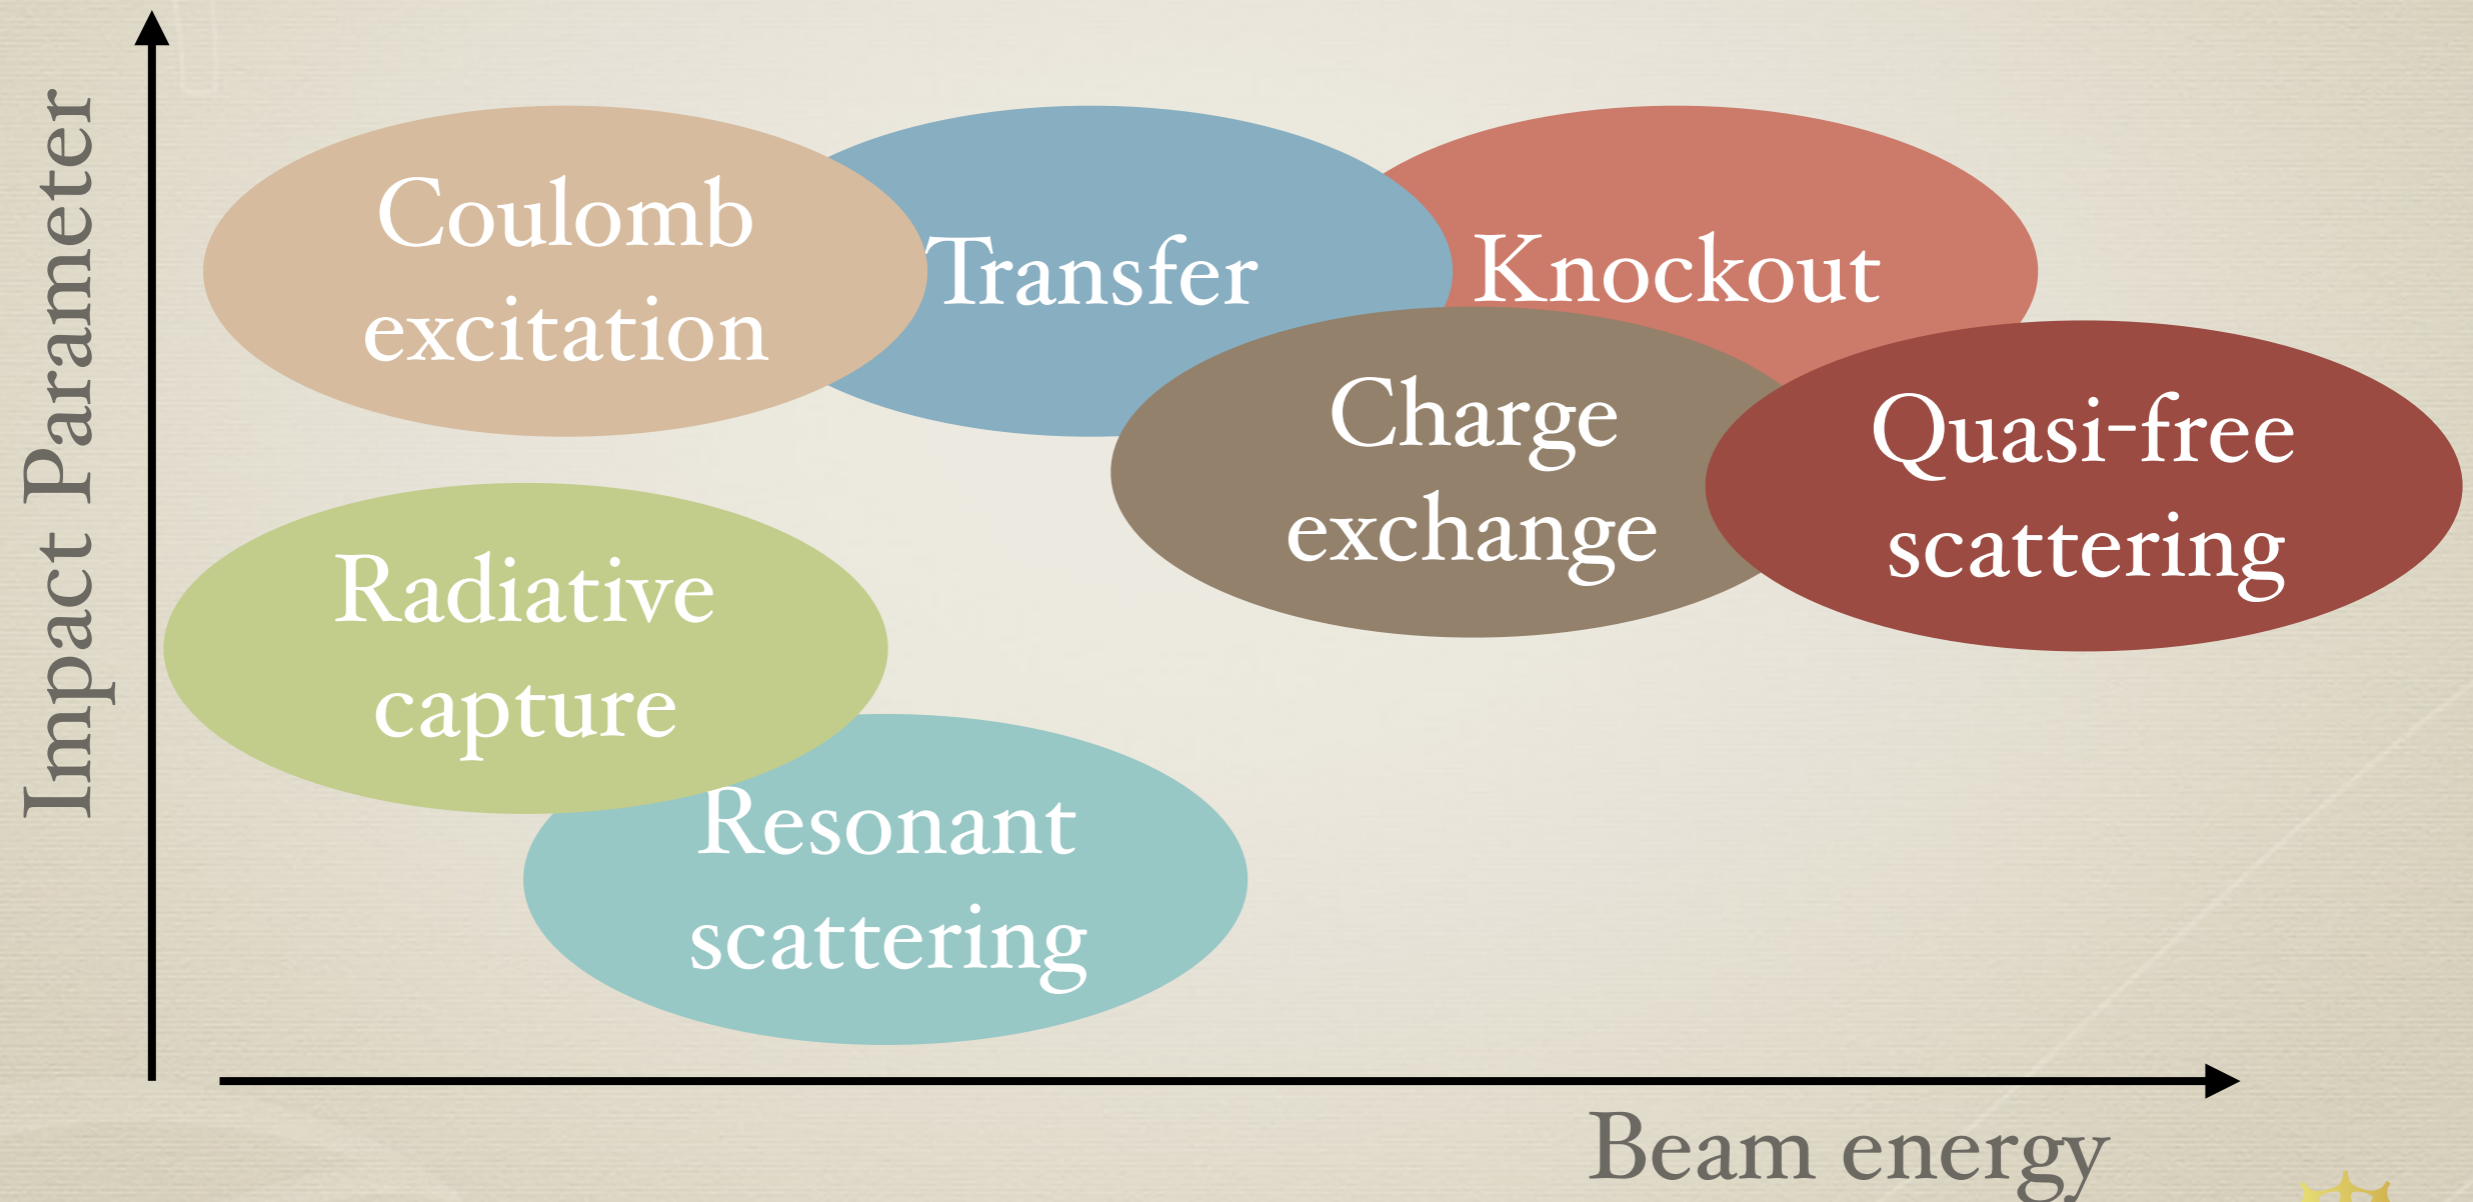 Impact Parameter
Coulomb
excitation
Transfer
Knockout
Charge
exchange
Quasi-free
scattering
Radiative
capture
Resonant
scattering
Beam energy